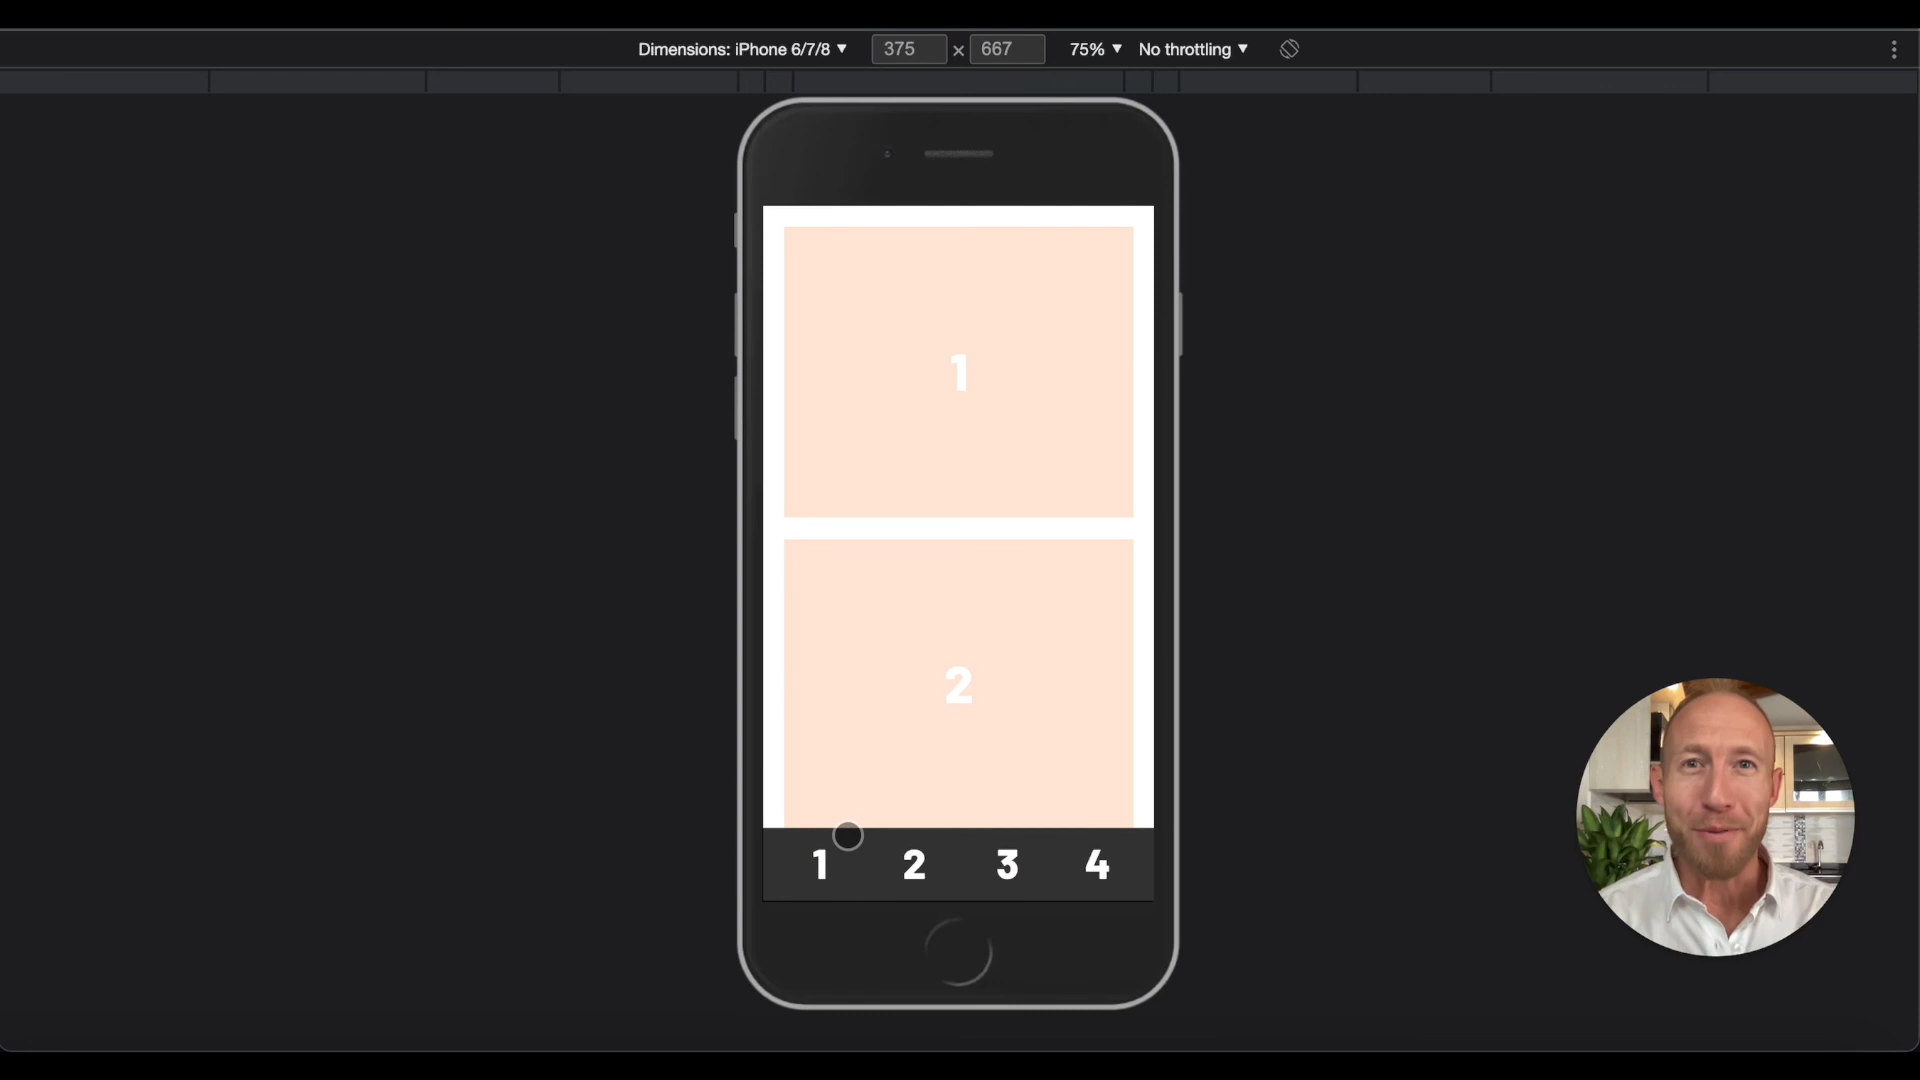 Dimensions: iPhone 6/7/8 ▼ 375 × 667 75% ▼ No throttling ▼
1
2
1 2 3 4